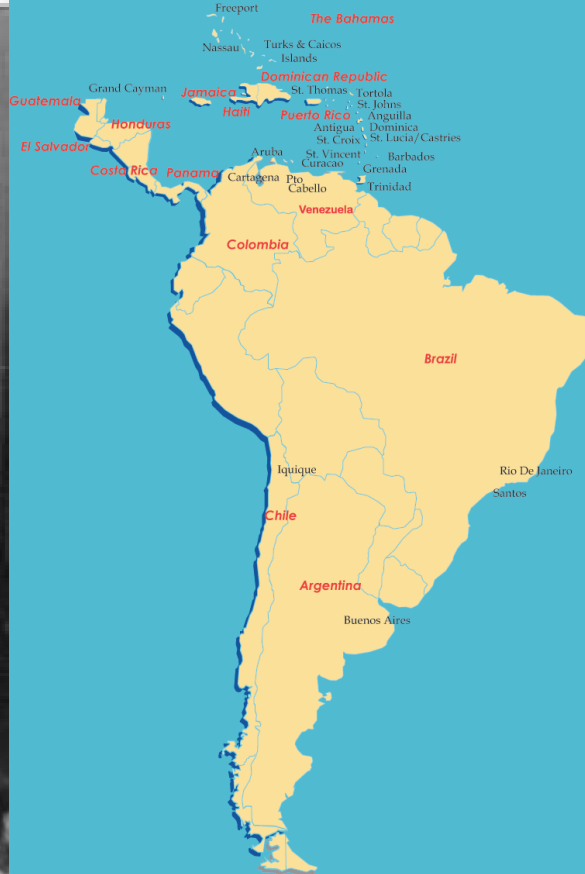 Freeport
The Bahamas
Nassau
Turks & Caicos
Islands
Dominican Republic
Grand Cayman
Jamaica
St. Thomas
Tortola
Guatemala
St. Johns
Haiti
Puerto Rico
Anguilla
Honduras
Antigua
Dominica
St. Croix
St. Lucia/Castries
El Salvador
Aruba
St. Vincent
Barbados
Curacao
Costa Rica
Panama
Grenada
Cartagena
Pto
Cabello
Trinidad
Venezuela
Colombia
Brazil
Iquique
Rio De Janeiro
Santos
Chile
Argentina
Buenos Aires